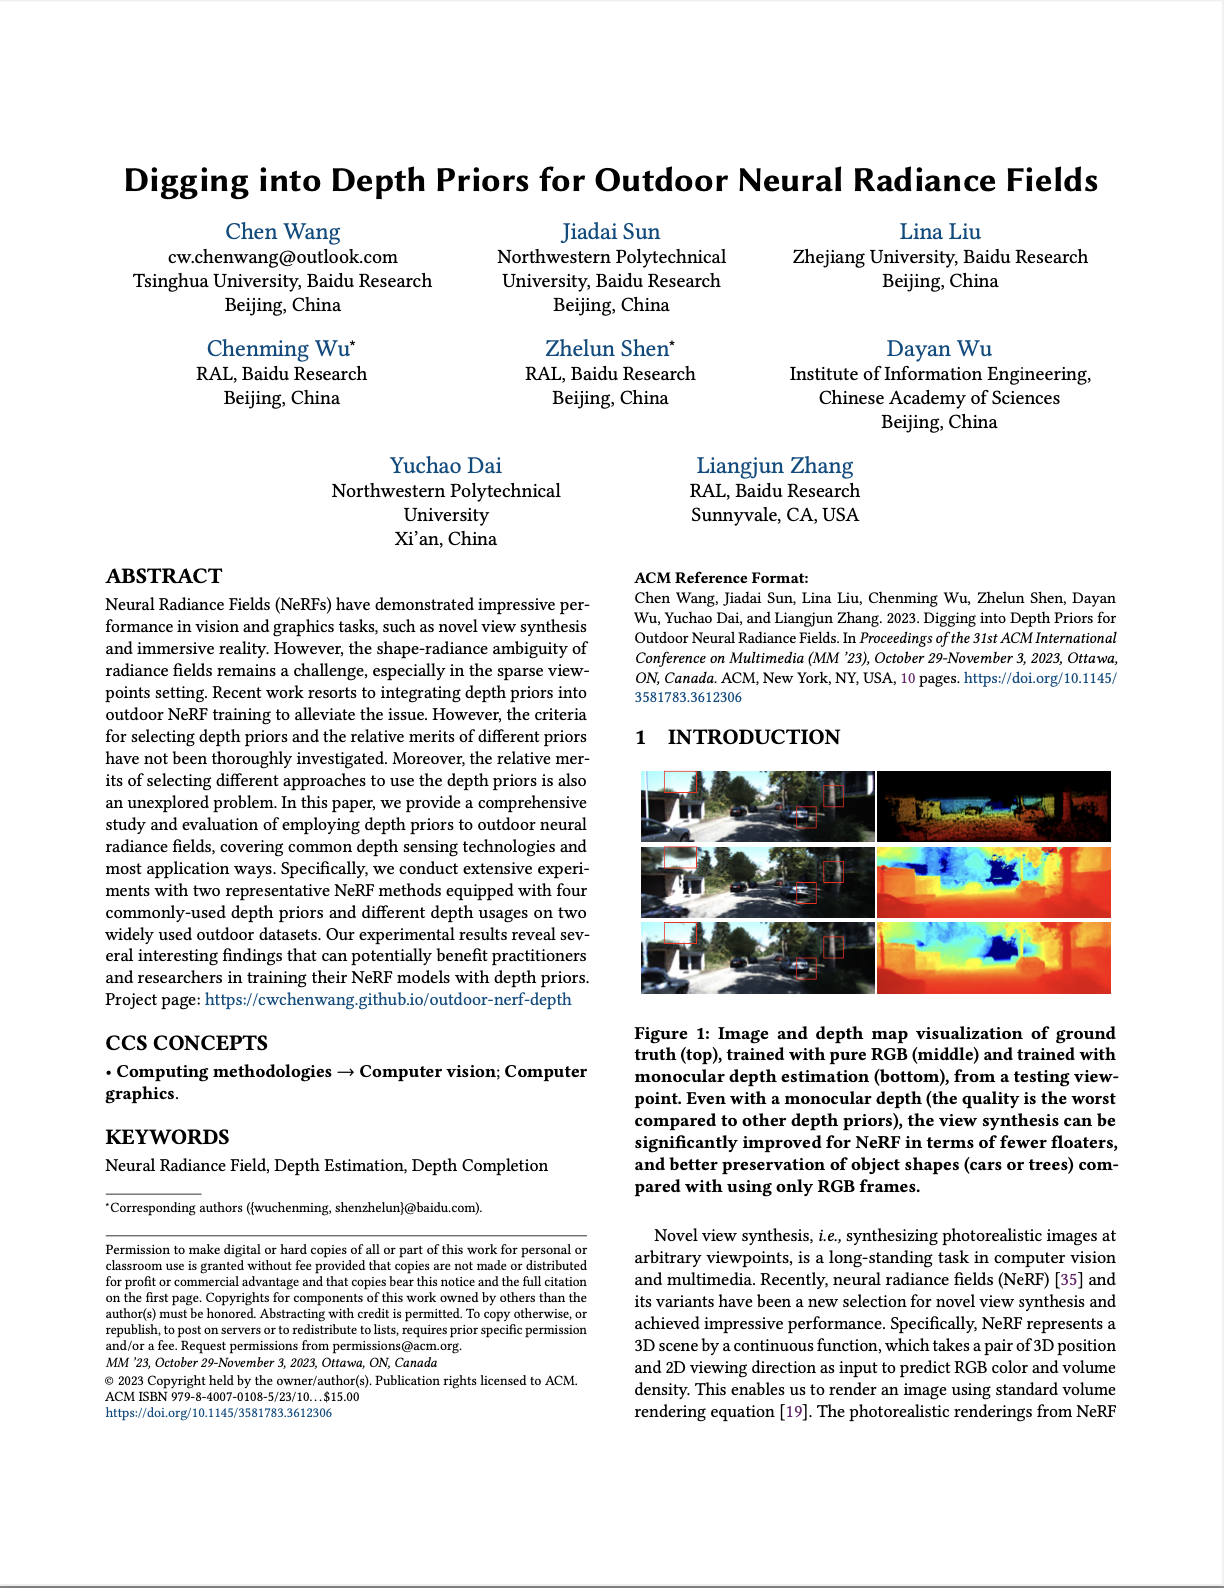 Digging into Depth Priors for Outdoor Neural Radiance Fields
Chen Wang
cw.chenwang@outlook.com
Tsinghua University, Baidu Research
Beijing, China
Jiadai Sun
Northwestern Polytechnical
University, Baidu Research
Beijing, China
Lina Liu
Zhejiang University, Baidu Research
Beijing, China
Chenming Wu*
RAL, Baidu Research
Beijing, China
Zhelun Shen*
RAL, Baidu Research
Beijing, China
Dayan Wu
Institute of Information Engineering,
Chinese Academy of Sciences
Beijing, China
Yuchao Dai
Northwestern Polytechnical
University
Xi'an, China
Liangjun Zhang
RAL, Baidu Research
Sunnyvale, CA, USA
ABSTRACT
Neural Radiance Fields (NeRFs) have demonstrated impressive per-
formance in vision and graphics tasks, such as novel view synthesis
and immersive reality. However, the shape-radiance ambiguity of
radiance fields remains a challenge, especially in the sparse view-
points setting. Recent work resorts to integrating depth priors into
outdoor NeRF training to alleviate the issue. However, the criteria
for selecting depth priors and the relative merits of different priors
have not been thoroughly investigated. Moreover, the relative mer-
its of selecting different approaches to use the depth priors is also
an unexplored problem. In this paper, we provide a comprehensive
study and evaluation of employing depth priors to outdoor neural
radiance fields, covering common depth sensing technologies and
most application ways. Specifically, we conduct extensive experi-
ments with two representative NeRF methods equipped with four
commonly-used depth priors and different depth usages on two
widely used outdoor datasets. Our experimental results reveal sev-
eral interesting findings that can potentially benefit practitioners
and researchers in training their NeRF models with depth priors.
Project page: https://cwchenwang.github.io/outdoor-nerf-depth
CCS CONCEPTS
• Computing methodologies → Computer vision; Computer
graphics.
KEYWORDS
Neural Radiance Field, Depth Estimation, Depth Completion
*Corresponding authors ({wuchenming, shenzhelun}@baidu.com).
Permission to make digital or hard copies of all or part of this work for personal or
classroom use is granted without fee provided that copies are not made or distributed
for profit or commercial advantage and that copies bear this notice and the full citation
on the first page. Copyrights for components of this work owned by others than the
author(s) must be honored. Abstracting with credit is permitted. To copy otherwise, or
republish, to post on servers or to redistribute to lists, requires prior specific permission
and/or a fee. Request permissions from permissions@acm.org.
MM '23, October 29-November 3, 2023, Ottawa, ON, Canada
© 2023 Copyright held by the owner/author(s). Publication rights licensed to ACM.
ACM ISBN 979-8-4007-0108-5/23/10...$15.00
https://doi.org/10.1145/3581783.3612306
ACM Reference Format:
Chen Wang, Jiadai Sun, Lina Liu, Chenming Wu, Zhelun Shen, Dayan
Wu, Yuchao Dai, and Liangjun Zhang. 2023. Digging into Depth Priors for
Outdoor Neural Radiance Fields. In Proceedings of the 31st ACM International
Conference on Multimedia (MM '23), October 29-November 3, 2023, Ottawa,
ON, Canada. ACM, New York, NY, USA, 10 pages. https://doi.org/10.1145/
3581783.3612306
1 INTRODUCTION
Figure 1: Image and depth map visualization of ground
truth (top), trained with pure RGB (middle) and trained with
monocular depth estimation (bottom), from a testing view-
point. Even with a monocular depth (the quality is the worst
compared to other depth priors), the view synthesis can be
significantly improved for NeRF in terms of fewer floaters,
and better preservation of object shapes (cars or trees) com-
pared with using only RGB frames.
Novel view synthesis, i.e., synthesizing photorealistic images at
arbitrary viewpoints, is a long-standing task in computer vision
and multimedia. Recently, neural radiance fields (NeRF) [35] and
its variants have been a new selection for novel view synthesis and
achieved impressive performance. Specifically, NeRF represents a
3D scene by a continuous function, which takes a pair of 3D position
and 2D viewing direction as input to predict RGB color and volume
density. This enables us to render an image using standard volume
rendering equation [19]. The photorealistic renderings from NeRF